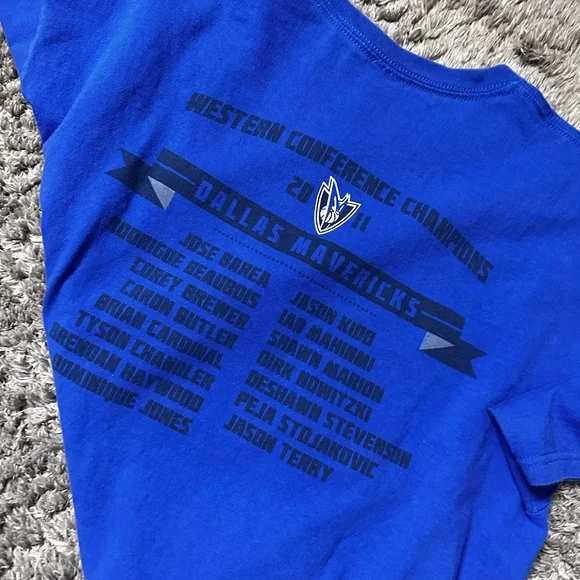 WESTERN CONFERENCE CHAMPIONS
20 11
DALLAS MAVERICKS
JOSE BAREA
RODRIGUE BEAUBOIS
COREY BREWER
CARON BUTLER
BRIAN CARDINAL
TYSON CHANDLER
BRENDAN HAYWOOD
DOMINIQUE JONES
JASON KIDD
IAN MAHINMI
SHAWN MARION
DIRK NOWITZKI
DESHAWN STEVENSON
PEJA STOJAKOVIC
JASON TERRY